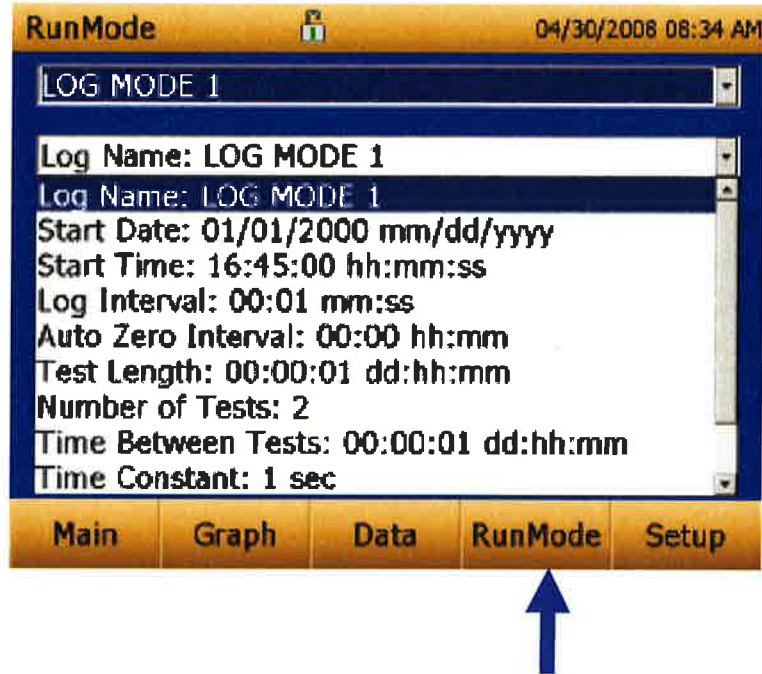 RunMode 04/30/2008 08:34 AM
LOG MODE 1
Log Name: LOG MODE 1
Log Name: LOG MODE 1
Start Date: 01/01/2000 mm/dd/yyyy
Start Time: 16:45:00 hh:mm:ss
Log Interval: 00:01 mm:ss
Auto Zero Interval: 00:00 hh:mm
Test Length: 00:00:01 dd:hh:mm
Number of Tests: 2
Time Between Tests: 00:00:01 dd:hh:mm
Time Constant: 1 sec
Main Graph Data RunMode Setup